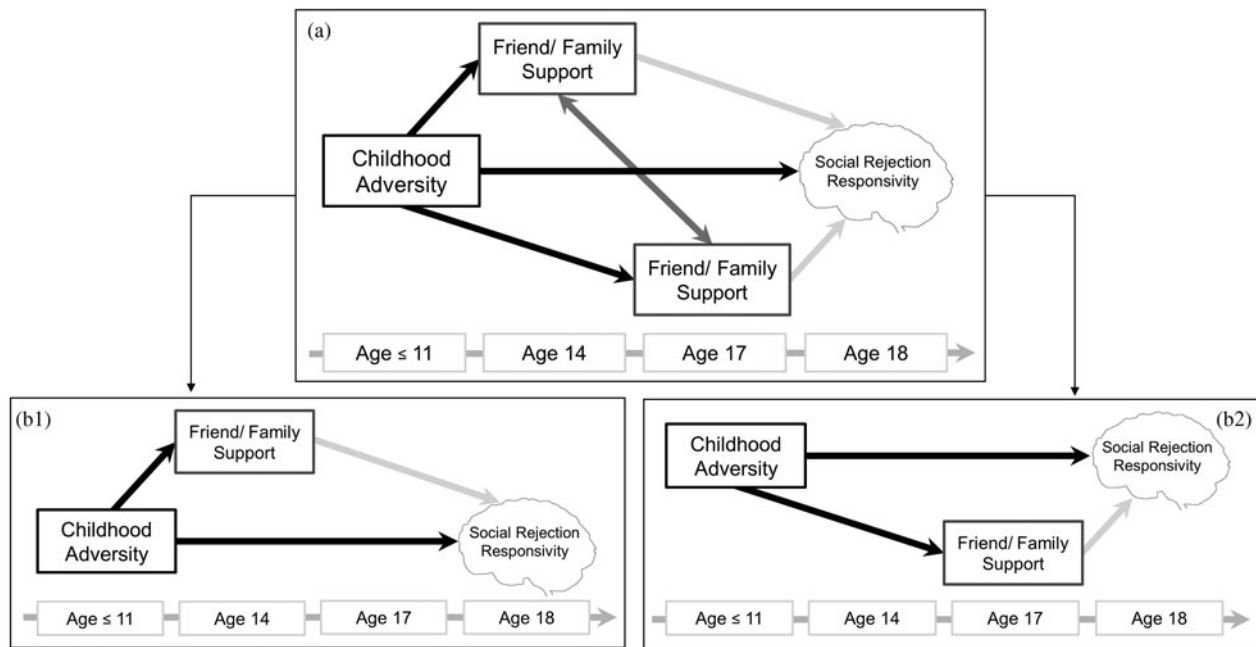 (a)
Friend/ Family
Support
Childhood
Adversity
Social Rejection
Responsivity
Friend/ Family
Support
Age ≤ 11
Age 14
Age 17
Age 18
(b1)
Friend/ Family
Support
Childhood
Adversity
Social Rejection
Responsivity
Age ≤ 11
Age 14
Age 17
Age 18
(b2)
Childhood
Adversity
Social Rejection
Responsivity
Friend/ Family
Support
Age ≤ 11
Age 14
Age 17
Age 18